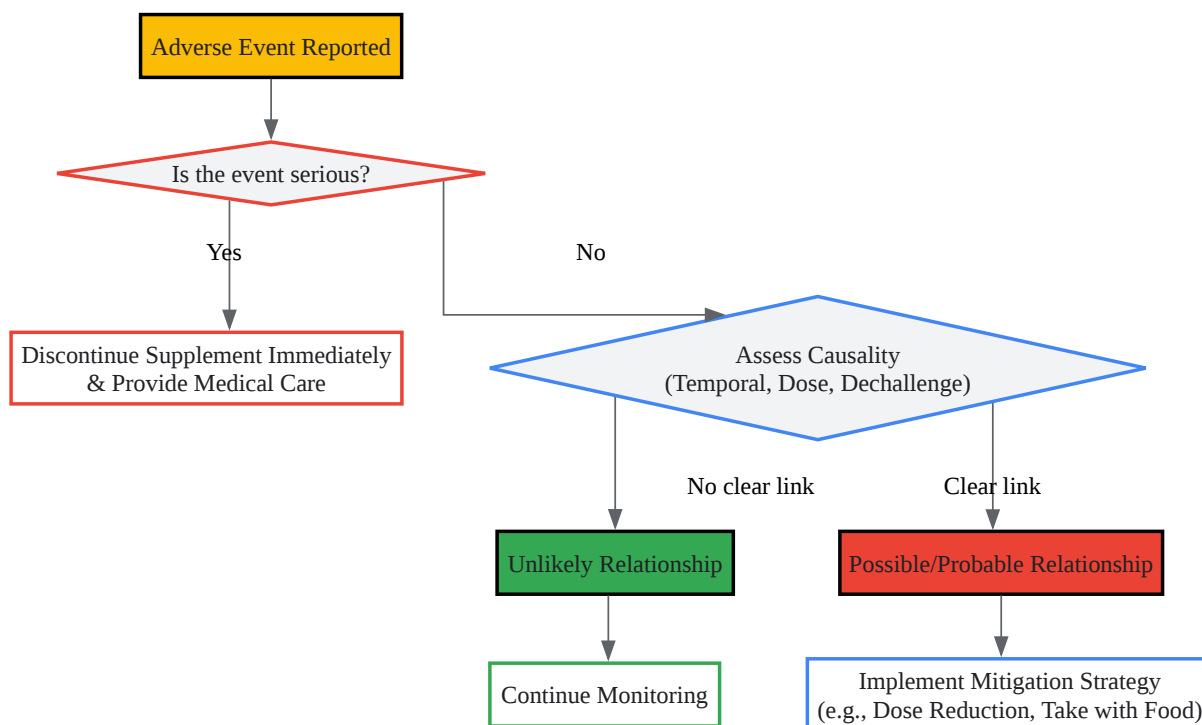 Adverse Event Reported
Is the event serious?
Yes
No
Discontinue Supplement Immediately
& Provide Medical Care
Assess Causality
(Temporal, Dose, Dechallenge)
No clear link
Clear link
Unlikely Relationship
Possible/Probable Relationship
Continue Monitoring
Implement Mitigation Strategy
(e.g., Dose Reduction, Take with Food)